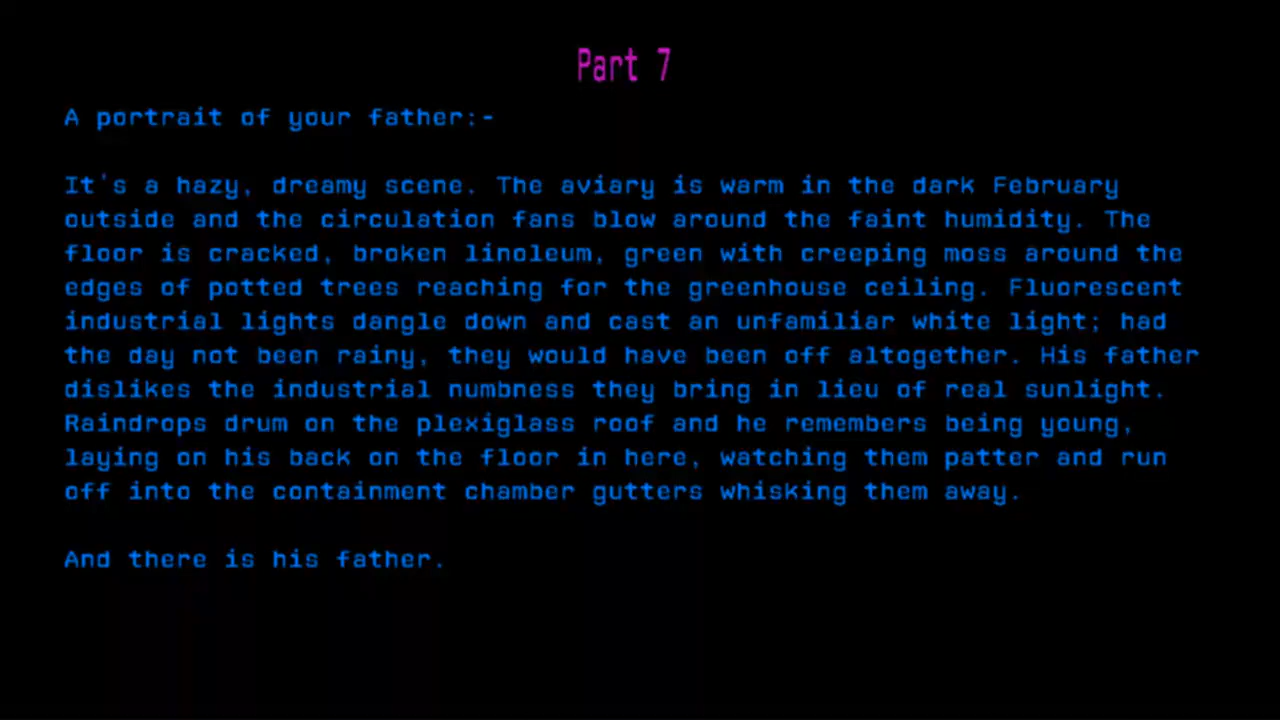 Part 7
A portrait of your father:-
It's a hazy, dreamy scene. The aviary is warm in the dark February
outside and the circulation fans blow around the faint humidity. The
floor is cracked, broken linoleum, green with creeping moss around the
edges of potted trees reaching for the greenhouse ceiling. Fluorescent
industrial lights dangle down and cast an unfamiliar white light; had
the day not been rainy, they would have been off altogether. His father
dislikes the industrial numbness they bring in lieu of real sunlight.
Raindrops drum on the plexiglass roof and he remembers being young,
laying on his back on the floor in here, watching them patter and run
off into the containment chamber gutters whisking them away.
And there is his father.